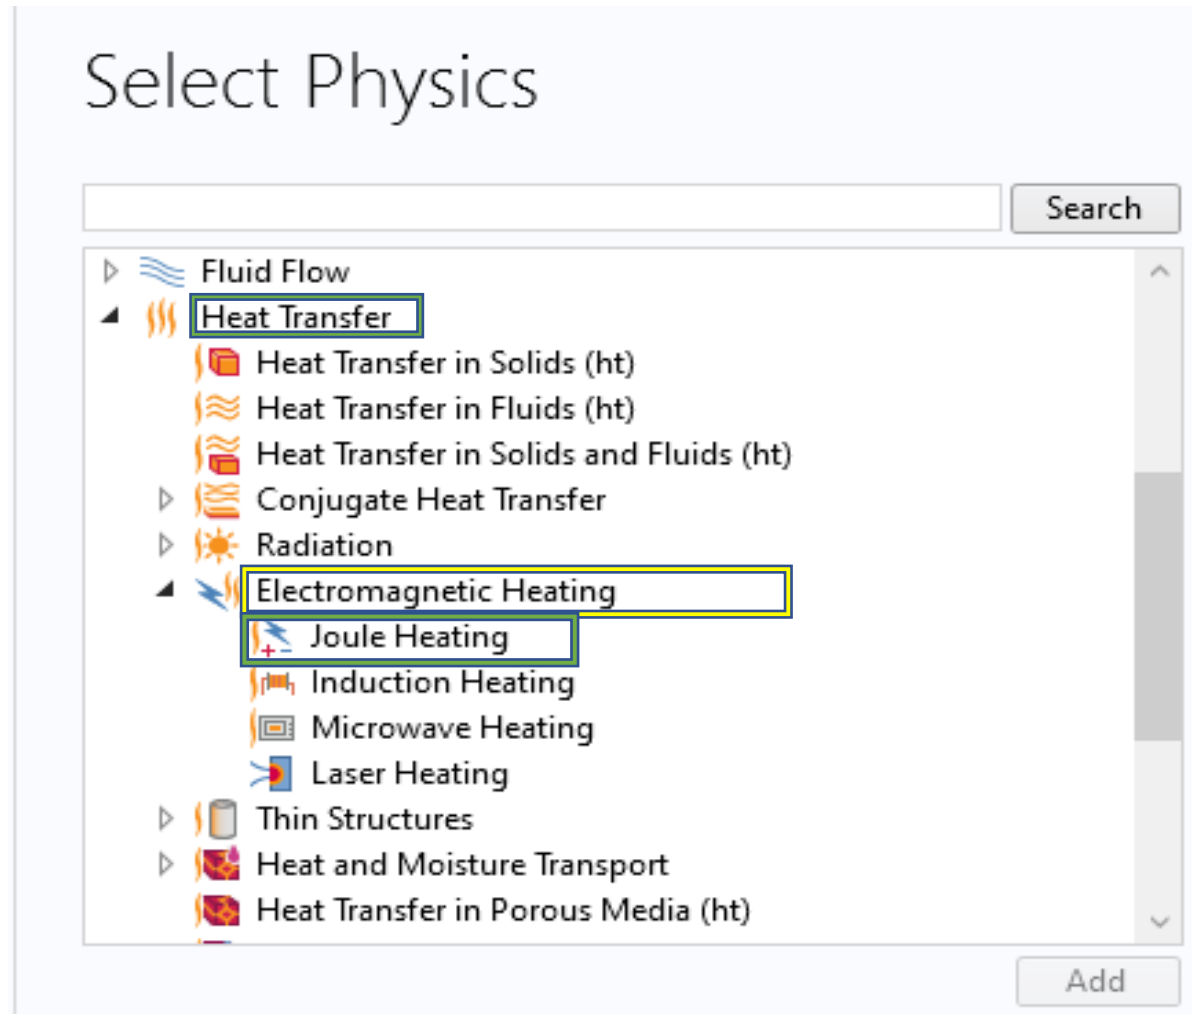 Select Physics
Search
Fluid Flow
Heat Transfer
Heat Transfer in Solids (ht)
Heat Transfer in Fluids (ht)
Heat Transfer in Solids and Fluids (ht)
Conjugate Heat Transfer
Radiation
Electromagnetic Heating
Joule Heating
Induction Heating
Microwave Heating
Laser Heating
Thin Structures
Heat and Moisture Transport
Heat Transfer in Porous Media (ht)
Add